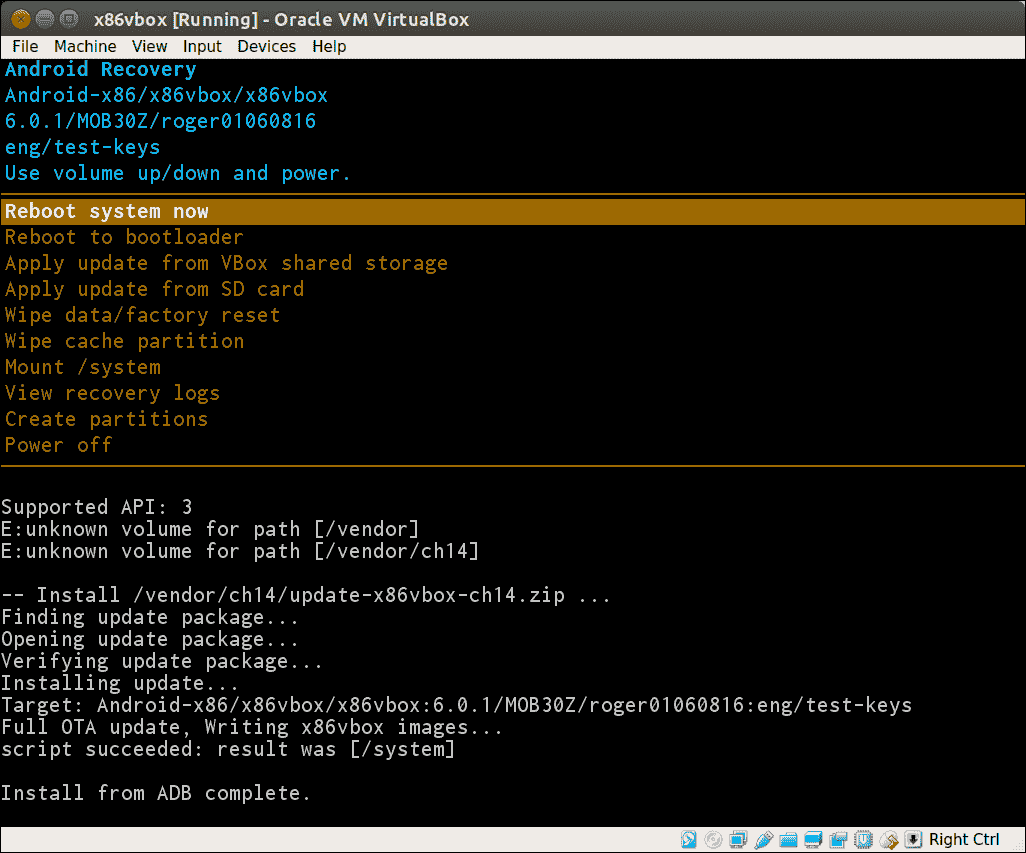 x86vbox [Running] - Oracle VM VirtualBox
File Machine View Input Devices Help
Android Recovery
Android-x86/x86vbox/x86vbox
6.0.1/MOB30Z/roger01060816
eng/test-keys
Use volume up/down and power.
Reboot system now
Reboot to bootloader
Apply update from VBox shared storage
Apply update from SD card
Wipe data/factory reset
Wipe cache partition
Mount /system
View recovery logs
Create partitions
Power off
Supported API: 3
E:unknown volume for path [/vendor]
E:unknown volume for path [/vendor/ch14]
-- Install /vendor/ch14/update-x86vbox-ch14.zip ...
Finding update package...
Opening update package...
Verifying update package...
Installing update...
Target: Android-x86/x86vbox/x86vbox:6.0.1/MOB30Z/roger01060816:eng/test-keys
Full OTA update, Writing x86vbox images...
script succeeded: result was [/system]
Install from ADB complete.
Right Ctrl